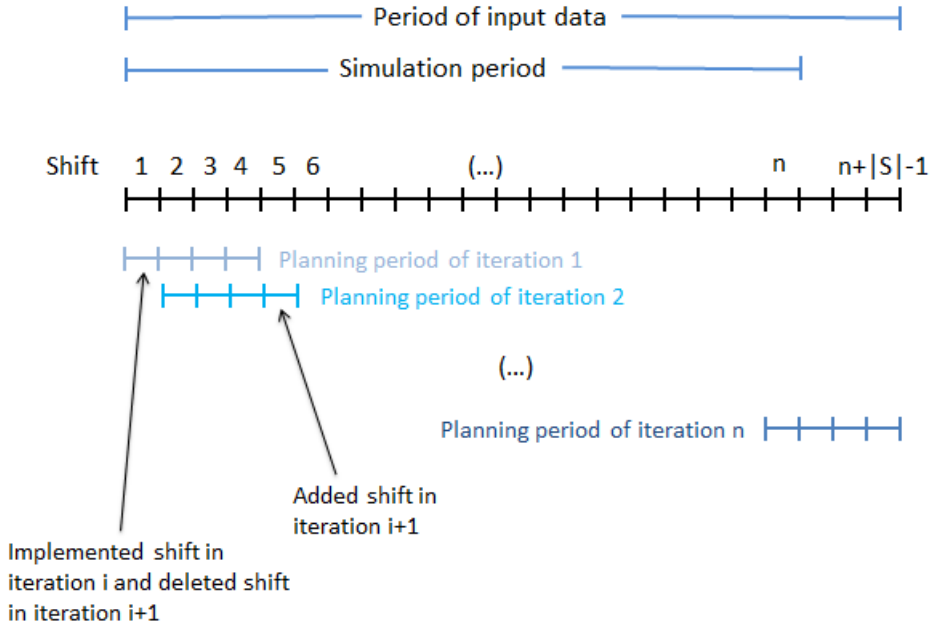 Period of input data
Simulation period
Shift 1 2 3 4 5 6 (...) n n+|S|-1
Planning period of iteration 1
Planning period of iteration 2
(...)
Planning period of iteration n
Added shift in
iteration i+1
Implemented shift in
iteration i and deleted shift
in iteration i+1